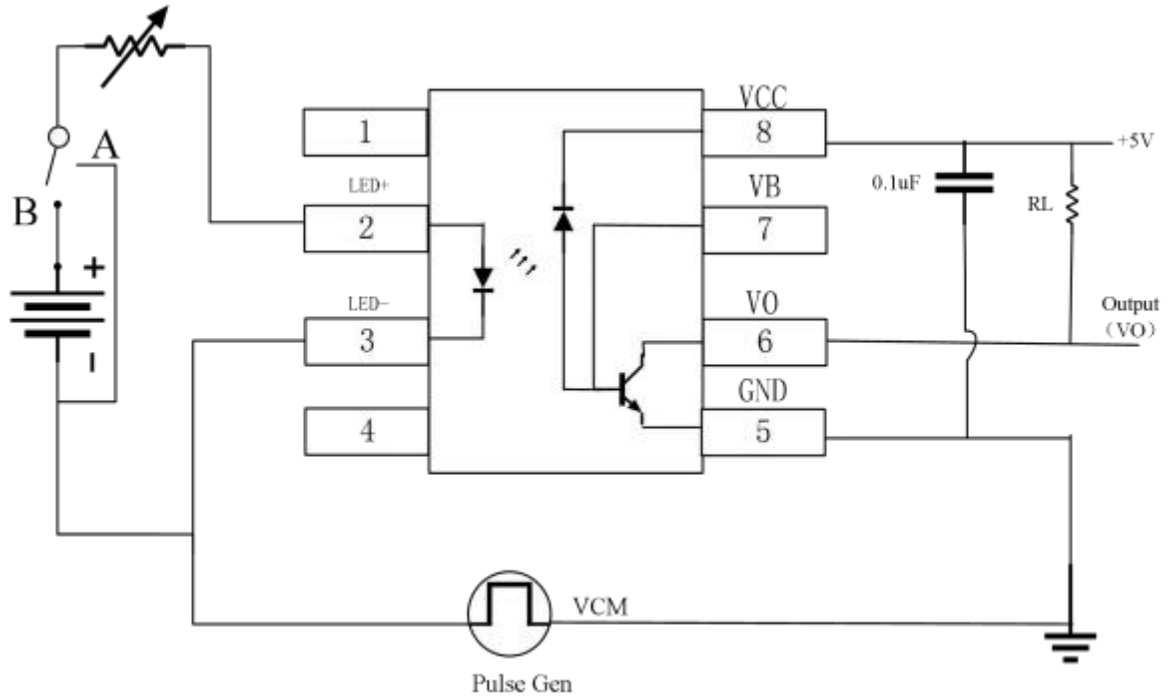 A
B
+
−
1
LED+
2
LED−
3
4
VCC
8
VB
7
VO
6
GND
5
0.1uF
RL
+5V
Output
（VO）
VCM
Pulse Gen